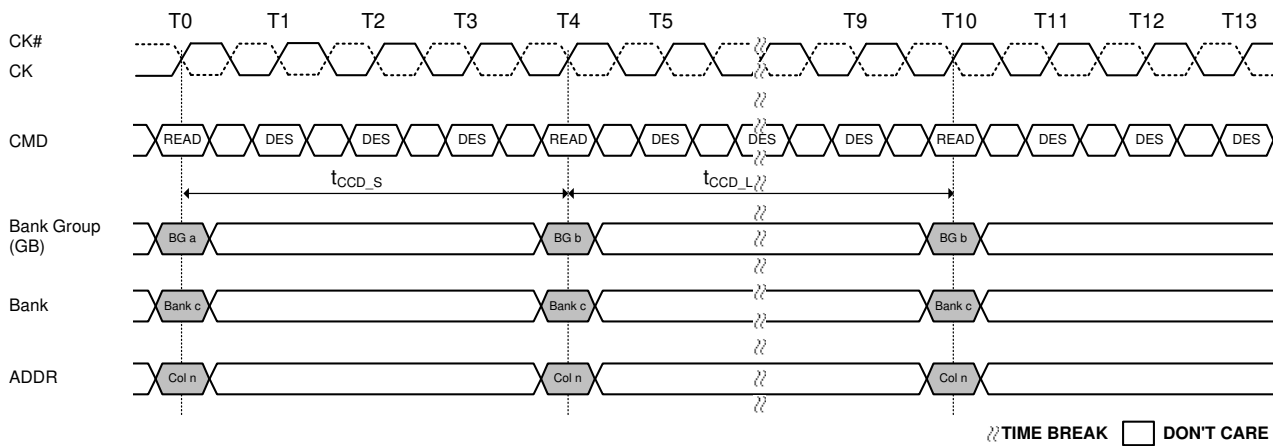 T0 T1 T2 T3 T4 T5 T9 T10 T11 T12 T13
CK#
CK
CMD READ DES DES DES READ DES DES DES READ DES DES DES
tCCD_S tCCD_L
Bank Group
(GB)
BG a BG b BG b
Bank Bank c Bank c Bank c
ADDR Col n Col n Col n
TIME BREAK DON'T CARE